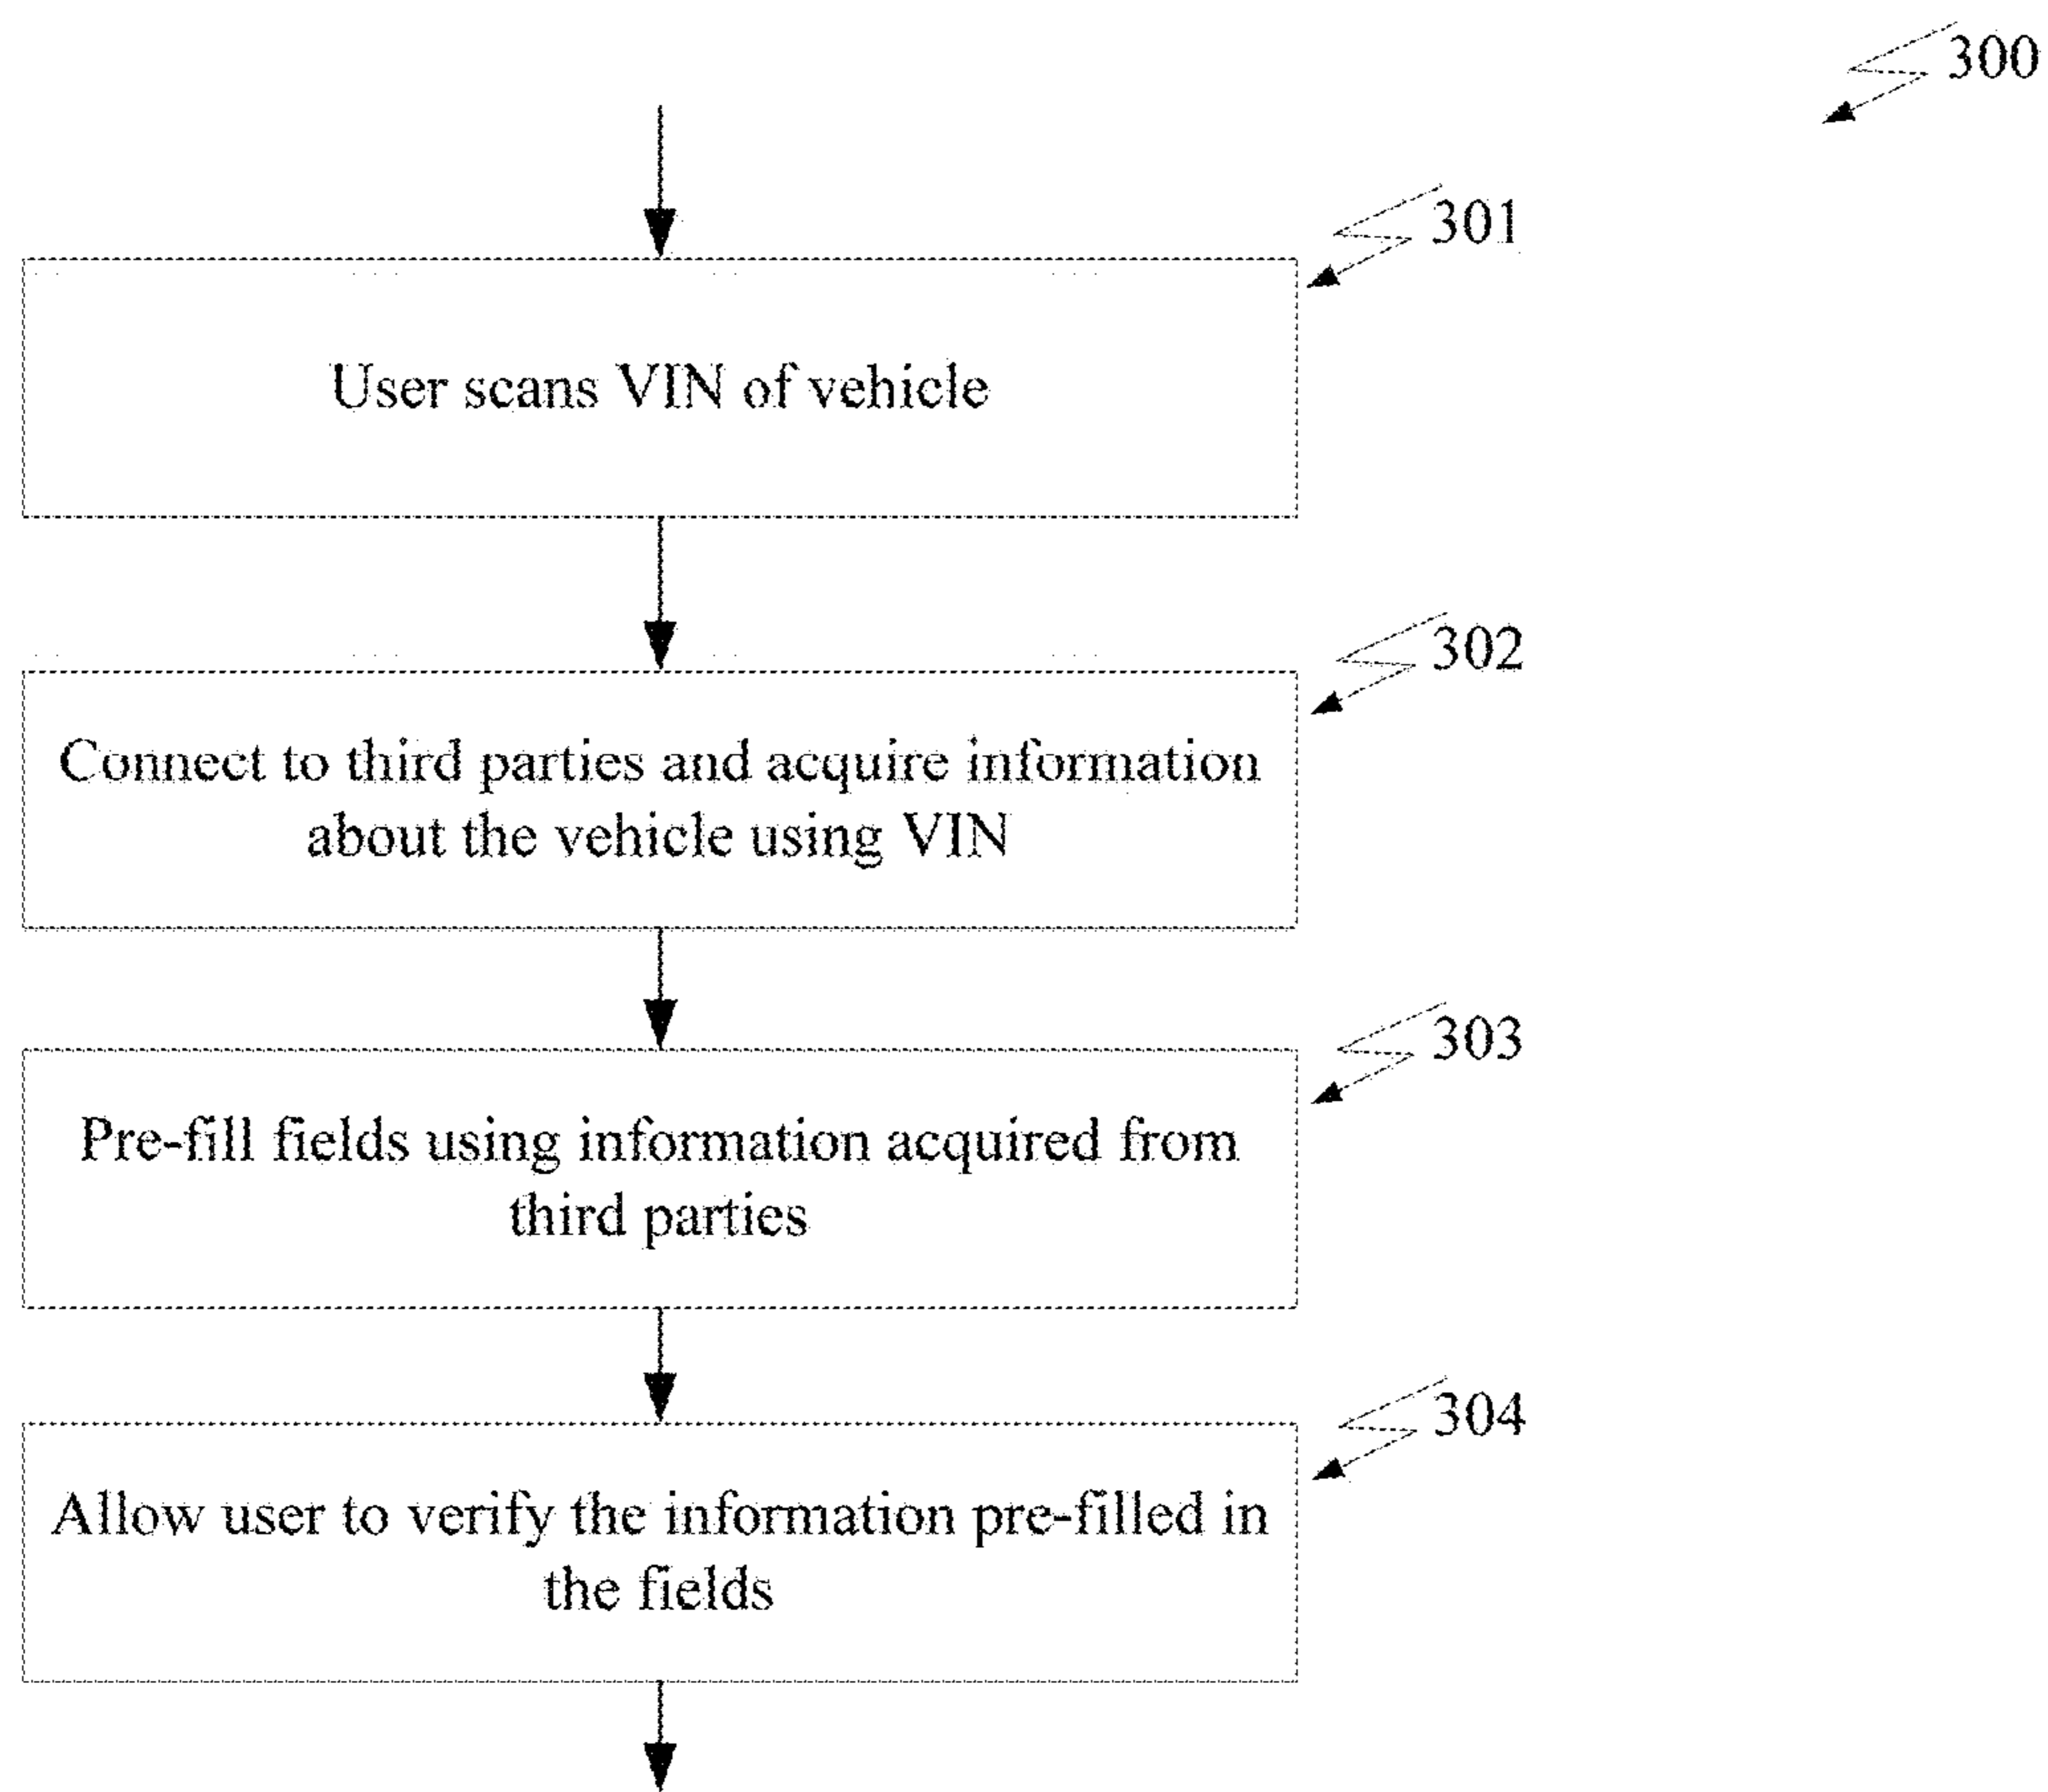 300
301
User scans VIN of vehicle
302
Connect to third parties and acquire information
about the vehicle using VIN
303
Pre-fill fields using information acquired from
third parties
304
Allow user to verify the information pre-filled in
the fields